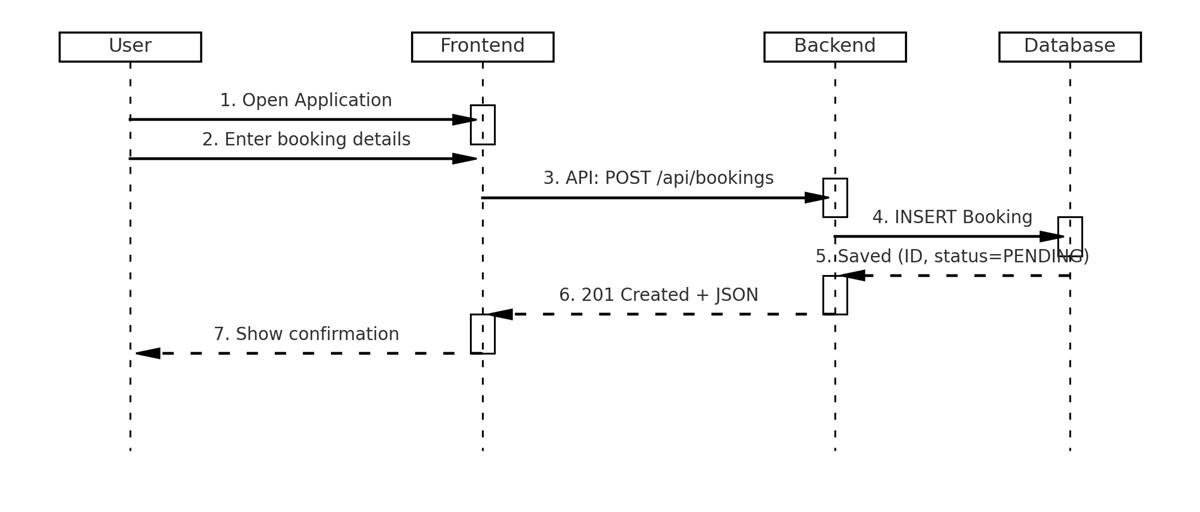 User
Frontend
Backend
Database
1. Open Application
2. Enter booking details
3. API: POST /api/bookings
4. INSERT Booking
5. Saved (ID, status=PENDING)
6. 201 Created + JSON
7. Show confirmation